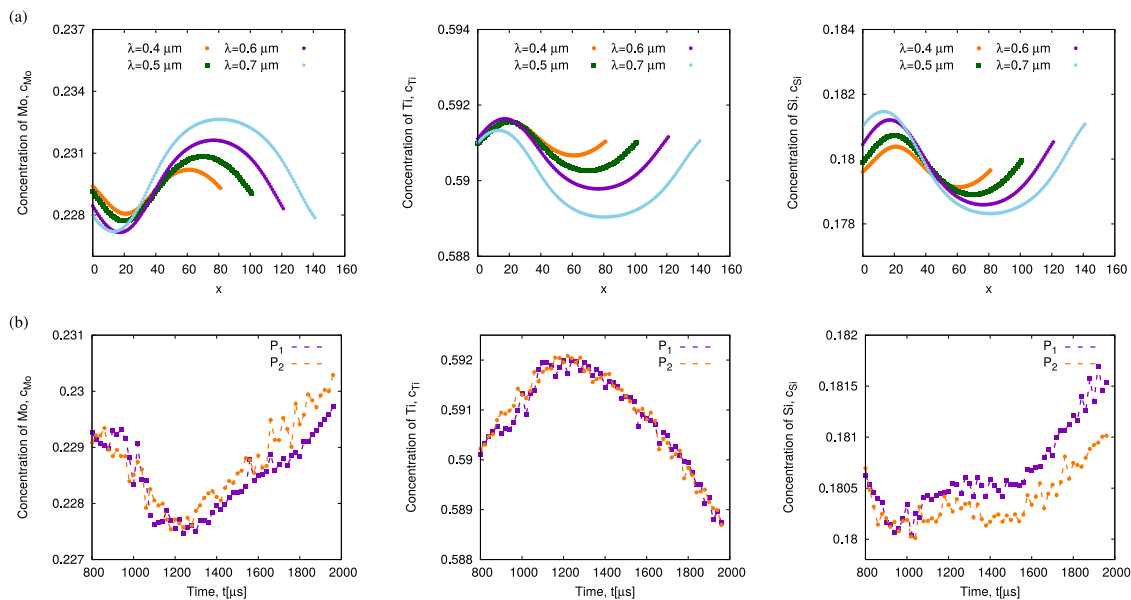 (a)
Concentration of Mo, c_Mo
0.237
0.234
0.231
0.228
λ=0.4 μm
λ=0.6 μm
λ=0.5 μm
λ=0.7 μm
0 20 40 60 80 100 120 140 160
x
Concentration of Ti, c_Ti
0.594
0.592
0.59
0.588
λ=0.4 μm
λ=0.6 μm
λ=0.5 μm
λ=0.7 μm
0 20 40 60 80 100 120 140 160
x
Concentration of Si, c_Si
0.184
0.182
0.18
0.178
λ=0.4 μm
λ=0.6 μm
λ=0.5 μm
λ=0.7 μm
0 20 40 60 80 100 120 140 160
x
(b)
Concentration of Mo, c_Mo
0.231
0.23
0.229
0.228
0.227
P_1
P_2
800 1000 1200 1400 1600 1800 2000
Time, t[μs]
Concentration of Ti, c_Ti
0.592
0.591
0.59
0.589
0.588
P_1
P_2
800 1000 1200 1400 1600 1800 2000
Time, t[μs]
Concentration of Si, c_Si
0.182
0.1815
0.181
0.1805
0.18
P_1
P_2
800 1000 1200 1400 1600 1800 2000
Time, t[μs]